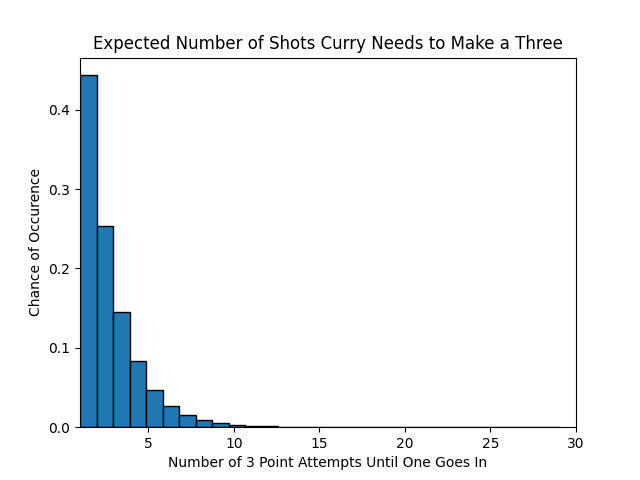 Expected Number of Shots Curry Needs to Make a Three
Chance of Occurence
0.4
0.3
0.2
0.1
0.0
5 10 15 20 25 30
Number of 3 Point Attempts Until One Goes In